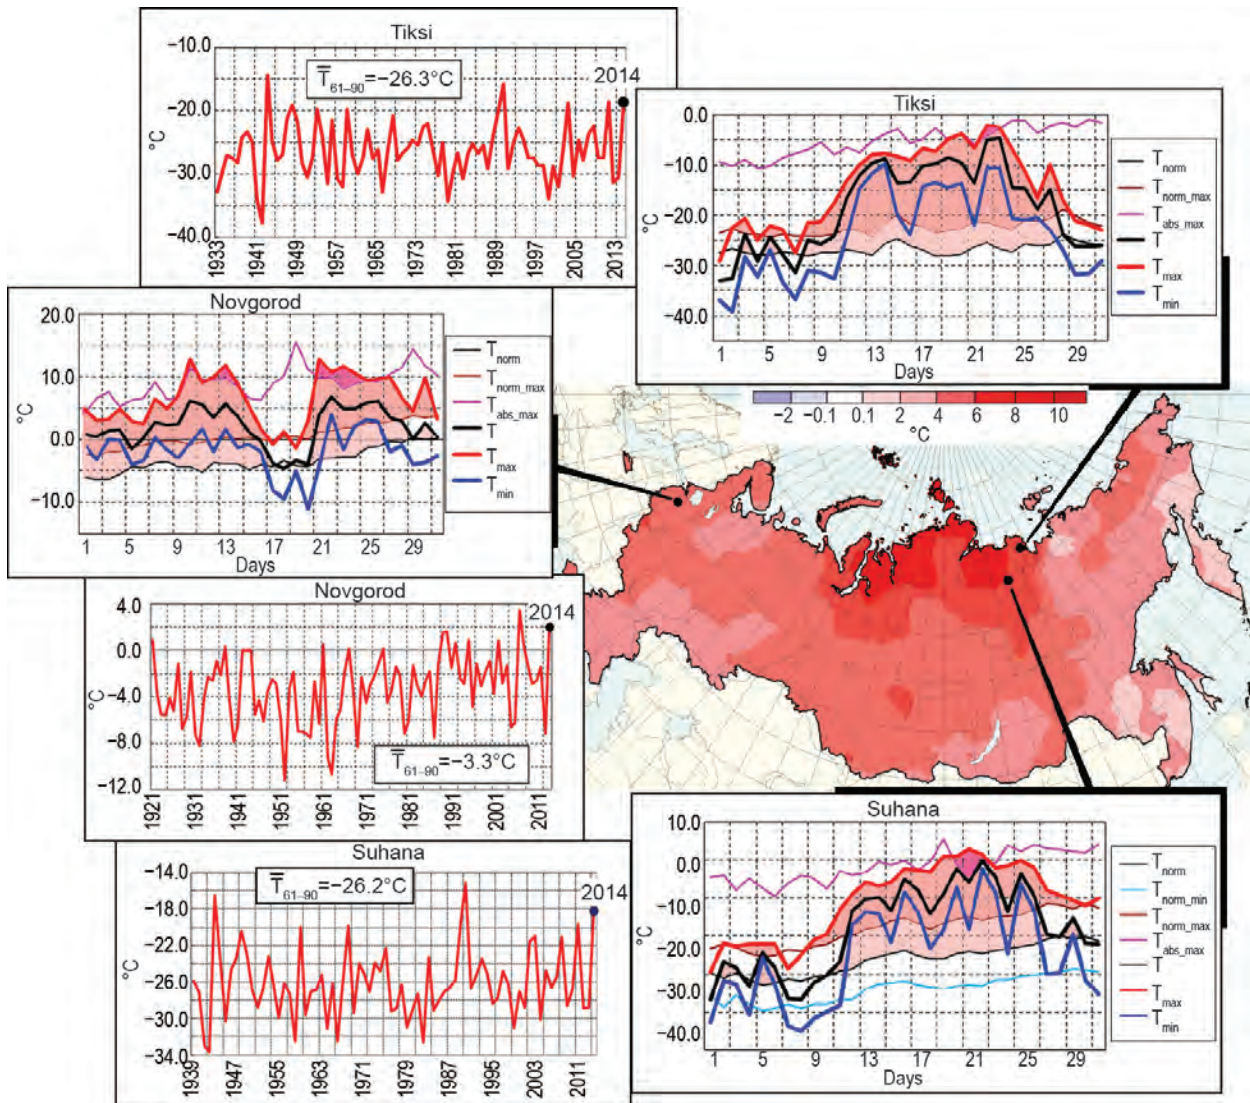 Tiksi
−10.0
−20.0
−30.0
−40.0
°C
T̿61–90=−26.3°C
2014
1933
1941
1949
1957
1965
1973
1981
1989
1997
2005
2013
Tiksi
0.0
−10.0
−20.0
−30.0
−40.0
°C
1 5 9 13 17 21 25 29
Days
Tnorm
Tnorm_max
Tabs_max
T
Tmax
Tmin
Novgorod
20.0
10.0
0.0
−10.0
°C
1 5 9 13 17 21 25 29
Days
Tnorm
Tnorm_max
Tabs_max
T
Tmax
Tmin
−2 −0.1 0.1 2 4 6 8 10
°C
Novgorod
4.0
0.0
−4.0
−8.0
−12.0
°C
2014
T̿61–90=−3.3°C
1921
1931
1941
1951
1961
1971
1981
1991
2001
2011
Suhana
−14.0
−18.0
−22.0
−26.0
−30.0
−34.0
°C
T̿61–90=−26.2°C
2014
1939
1947
1955
1963
1971
1979
1987
1995
2003
2011
Suhana
10.0
0.0
−10.0
−20.0
−30.0
−40.0
°C
1 5 9 13 17 21 25 29
Days
Tnorm
Tnorm_min
Tnorm_max
Tabs_max
T
Tmax
Tmin